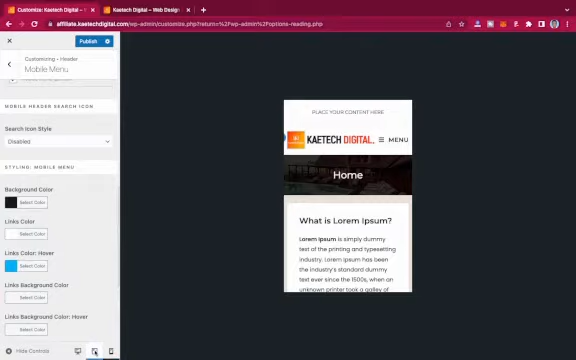 Customize: Kaetech Digital –
Kaetech Digital – Web Design
affiliate.kaetechdigital.com/wp-admin/customize.php?return=%2Fwp-admin%2Foptions-reading.php
Publish
Customizing • Header
Mobile Menu
MOBILE HEADER SEARCH ICON
Search Icon Style
Disabled
STYLING: MOBILE MENU
Background Color
Select Color
Links Color
Select Color
Links Color: Hover
Select Color
Links Background Color
Select Color
Links Background Color: Hover
Select Color
Hide Controls
PLACE YOUR CONTENT HERE
KAETECH DIGITAL.
MENU
Home
What is Lorem Ipsum?
Lorem Ipsum is simply dummy
text of the printing and typesetting
industry. Lorem Ipsum has been
the industry's standard dummy
text ever since the 1500s, when an
unknown printer took a galley of